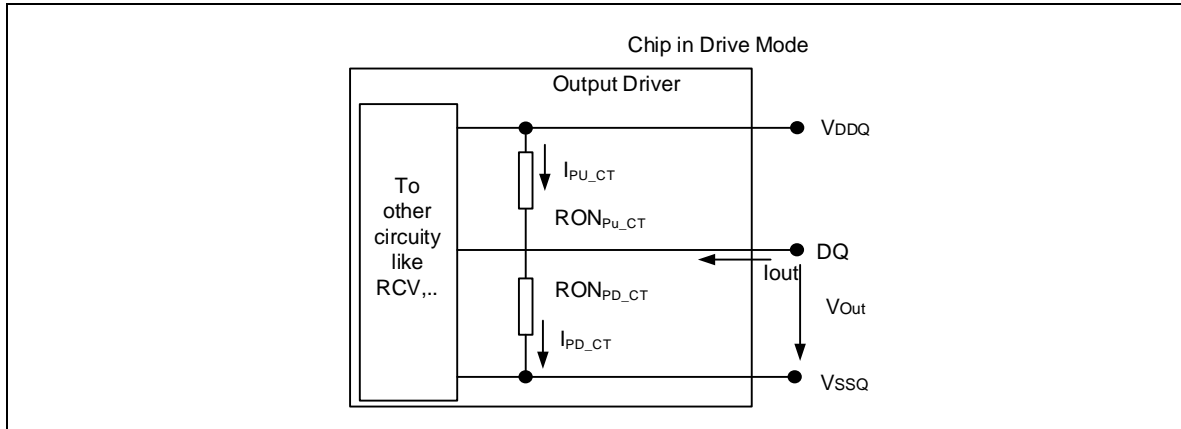 Chip in Drive Mode
Output Driver
VDDQ
To
other
circuity
like
RCV,..
IPU_CT
RONPu_CT
DQ
Iout
RONPD_CT
VOut
IPD_CT
VSSQ